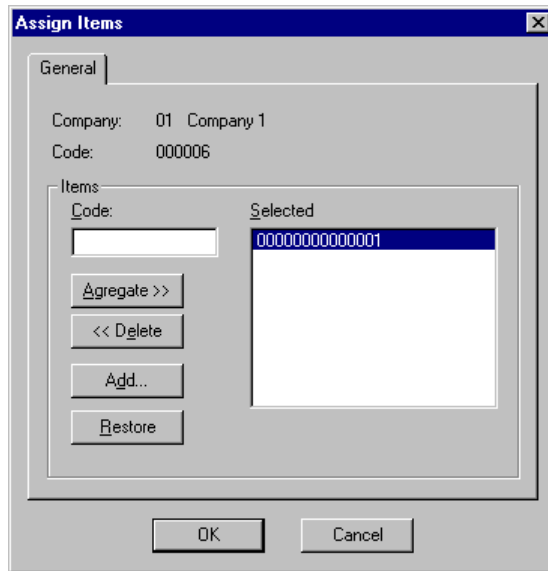 Assign Items
General
Company: 01 Company 1
Code: 000006
Items
Code:
Selected
00000000000001
Agregate >>
<< Delete
Add...
Restore
OK
Cancel